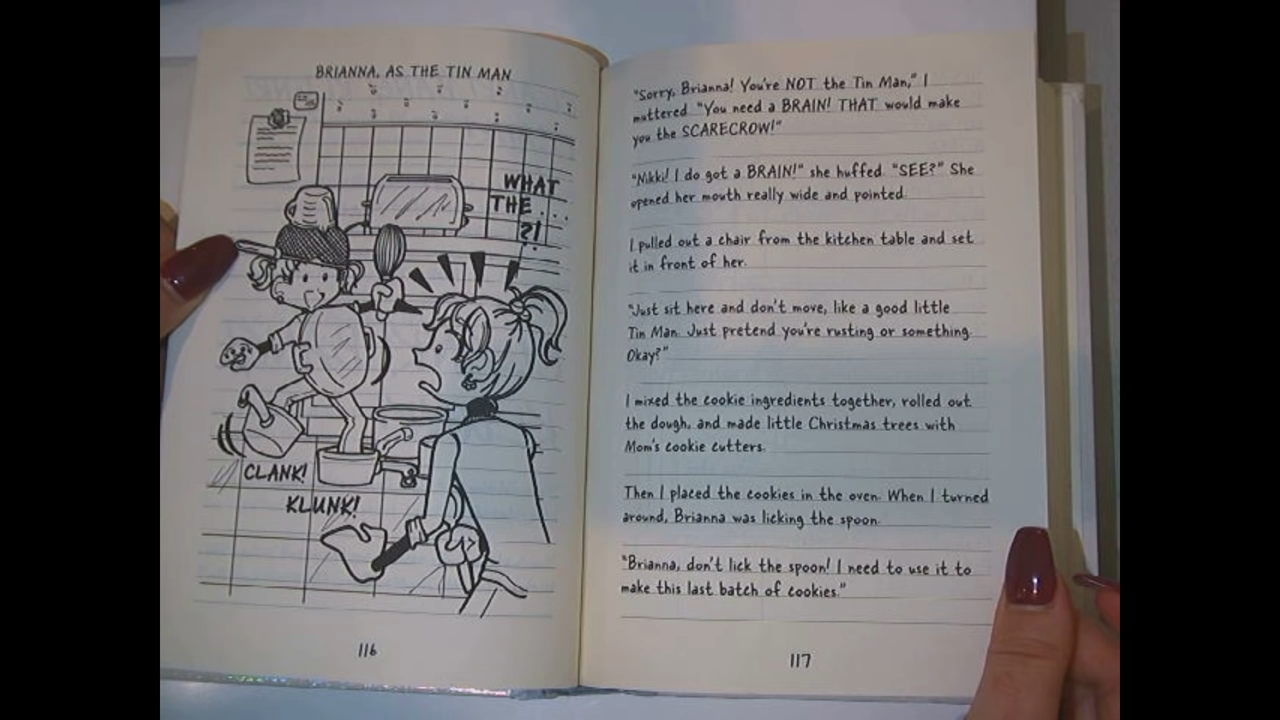 BRIANNA, AS THE TIN MAN
WHAT
THE . . .
?!
CLANK!
KLUNK!
116
"Sorry, Brianna! You're NOT the Tin Man," I
muttered. "You need a BRAIN! THAT would make
you the SCARECROW!"
"Nikki! I do got a BRAIN!" she huffed. "SEE?" She
opened her mouth really wide and pointed.
I pulled out a chair from the kitchen table and set
it in front of her.
"Just sit here and don't move, like a good little
Tin Man. Just pretend you're rusting or something.
Okay?"
I mixed the cookie ingredients together, rolled out
the dough, and made little Christmas trees with
Mom's cookie cutters.
Then I placed the cookies in the oven. When I turned
around, Brianna was licking the spoon.
"Brianna, don't lick the spoon! I need to use it to
make this last batch of cookies."
117